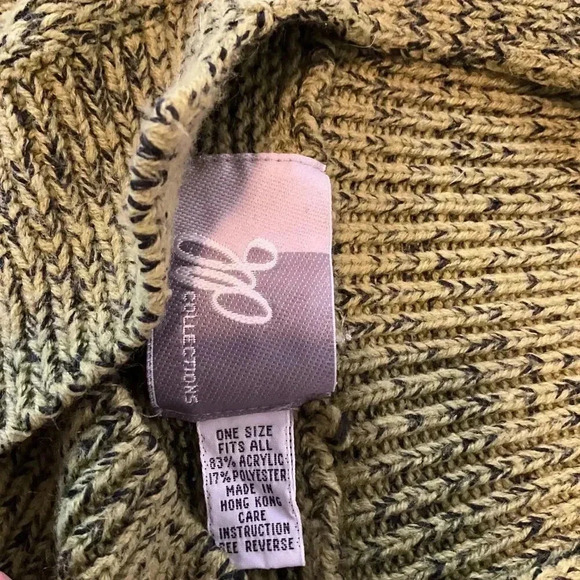 COLLECTIONS
ONE SIZE
FITS ALL
83% ACRYLIC
17% POLYESTER
MADE IN
HONG KONG
CARE
INSTRUCTION
SEE REVERSE